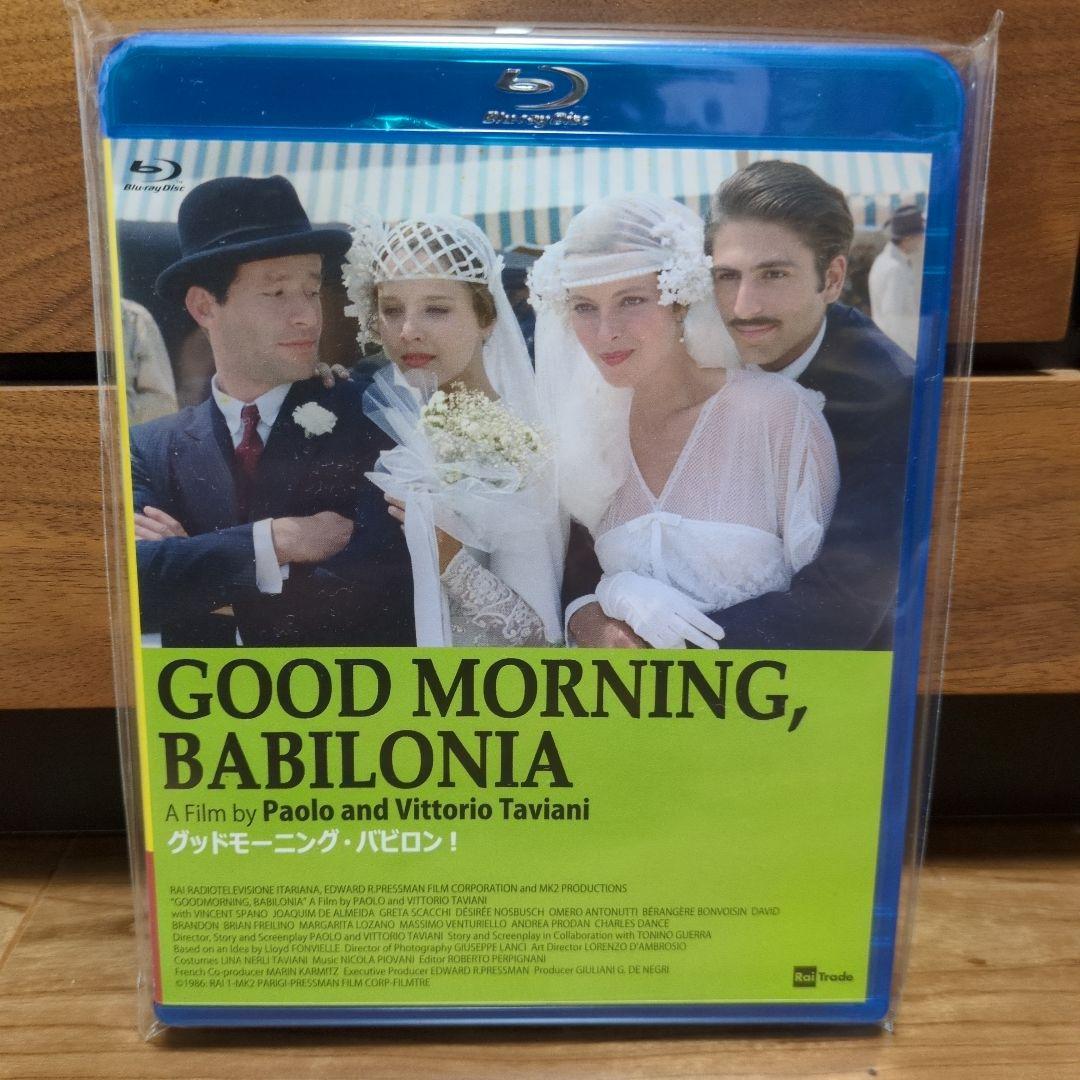 Blu-ray Disc
Blu-ray Disc
GOOD MORNING,
BABILONIA
A Film by Paolo and Vittorio Taviani
グッドモーニング・バビロン！
RAI RADIOTELEVISIONE ITARIANA, EDWARD R.PRESSMAN FILM CORPORATION and MK2 PRODUCTIONS
"GOODMORNING, BABILONIA" A Film by PAOLO and VITTORIO TAVIANI
with VINCENT SPANO JOAQUIM DE ALMEIDA GRETA SCACCHI DÉSIRÉE NOSBUSCH OMERO ANTONUTTI BÉRANGÈRE BONVOISIN DAVID
BRANDON BRIAN FREILINO MARGARITA LOZANO MASSIMO VENTURIELLO ANDREA PRODAN CHARLES DANCE
Director, Story and Screenplay PAOLO and VITTORIO TAVIANI Story and Screenplay in Collaboration with TONINO GUERRA
Based on an Idea by Lloyd FONVIELLE Director of Photography GIUSEPPE LANCI Art Director LORENZO D'AMBROSIO
Costumes LINA NERLI TAVIANI Music NICOLA PIOVANI Editor ROBERTO PERPIGNANI
French Co-producer MARIN KARMITZ Executive Producer EDWARD R.PRESSMAN Producer GIULIANI G. DE NEGRI
©1986: RAI 1-MK2 PARIGI-PRESSMAN FILM CORP-FILMTRE
Rai Trade